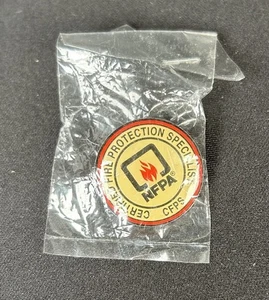 CERTIFIED FIRE PROTECTION SPECIALIST
NFPA®
CFPS